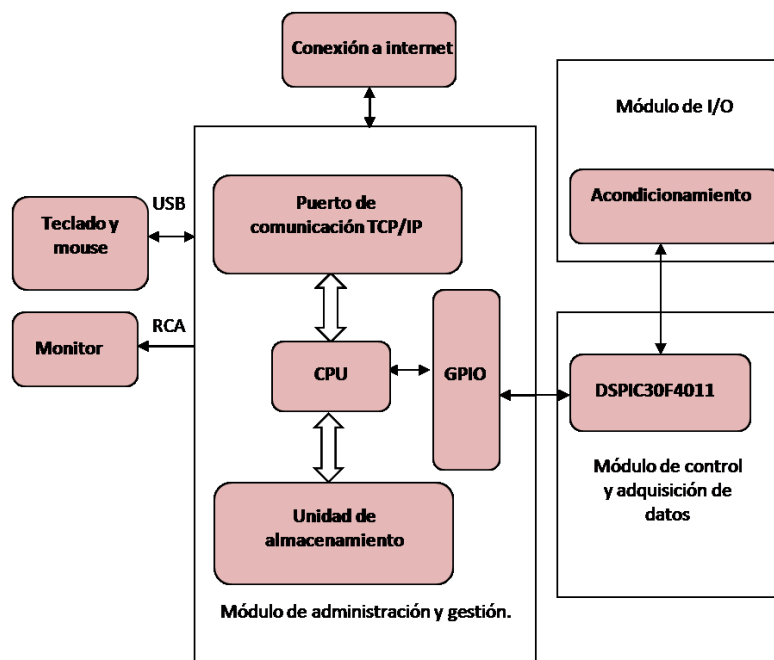 Conexión a internet
Módulo de I/O
Acondicionamiento
USB
Teclado y
mouse
Puerto de
comunicación TCP/IP
RCA
Monitor
CPU
GPIO
DSPIC30F4011
Módulo de control
y adquisición de
datos
Unidad de
almacenamiento
Módulo de administración y gestión.